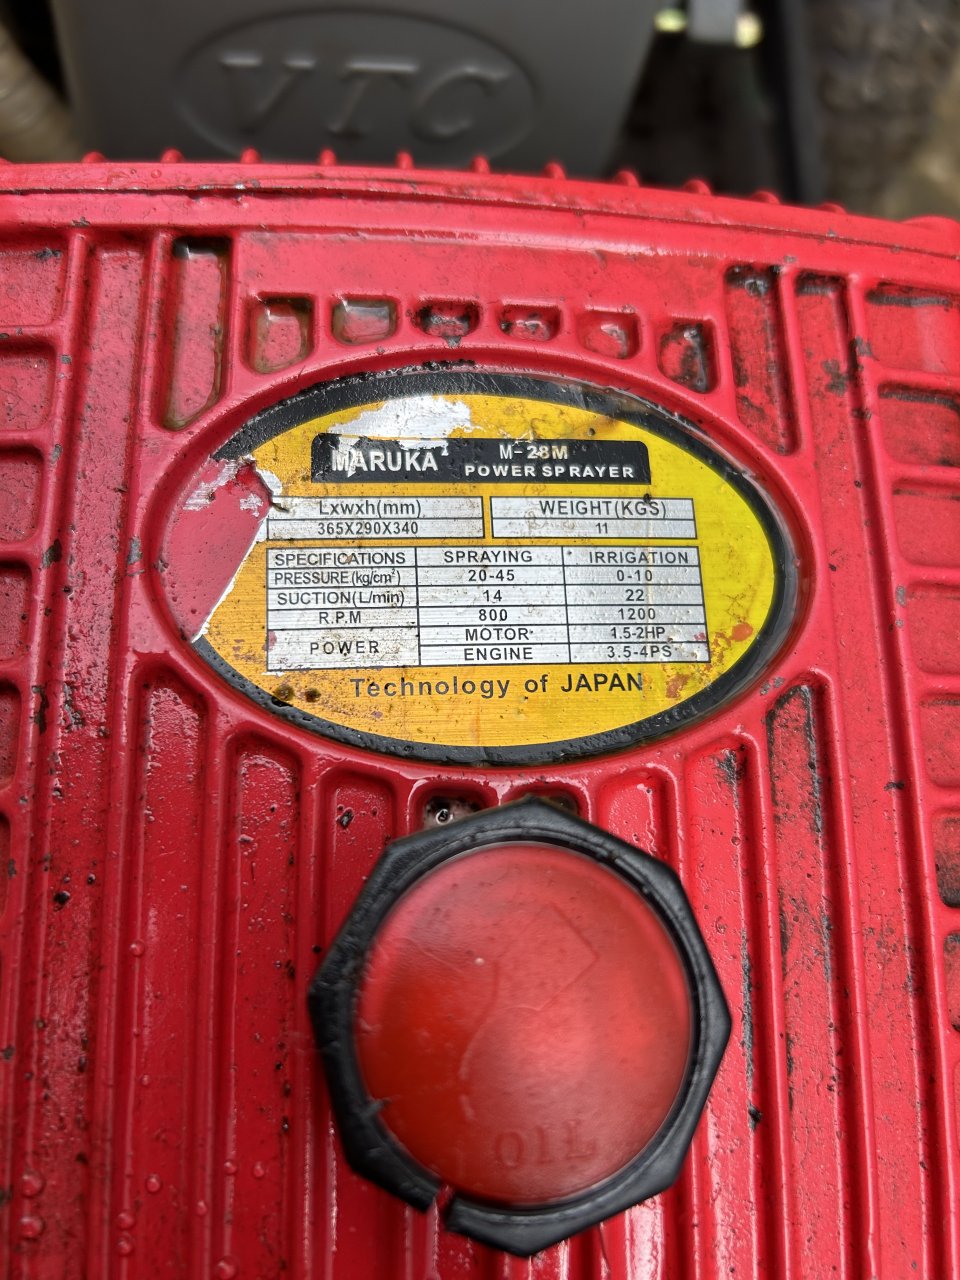 VTC
MARUKA M-28M
POWER SPRAYER
Lxwxh(mm) WEIGHT(KGS)
365X290X340 11
SPECIFICATIONS SPRAYING IRRIGATION
PRESSURE(kg/cm²) 20-45 0-10
SUCTION(L/min) 14 22
R.P.M 800 1200
POWER MOTOR 1.5-2HP
ENGINE 3.5-4PS
Technology of JAPAN
OIL